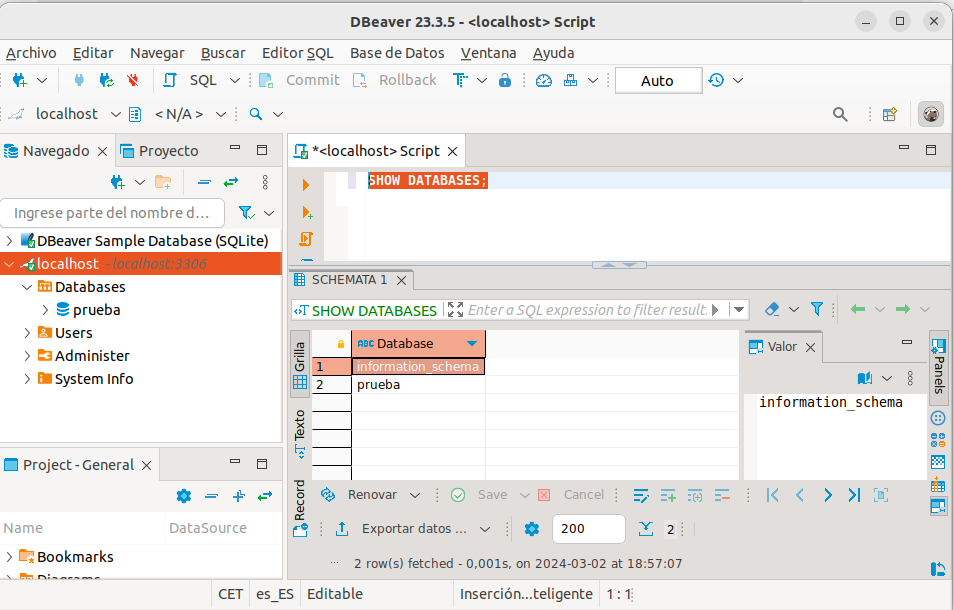 DBeaver 23.3.5 - <localhost> Script
Archivo Editar Navegar Buscar Editor SQL Base de Datos Ventana Ayuda
SQL Commit Rollback Auto
localhost < N/A >
Navegado Proyecto
*<localhost> Script
SHOW DATABASES;
Ingrese parte del nombre d...
DBeaver Sample Database (SQLite)
localhost - localhost:3306
Databases
prueba
Users
Administer
System Info
SCHEMATA 1
SHOW DATABASES Enter a SQL expression to filter result.
Grilla
Texto
Record
ABC Database
1 information_schema
2 prueba
Valor
information_schema
Panels
Renovar Save Cancel
Exportar datos ... 200 2
2 row(s) fetched - 0,001s, on 2024-03-02 at 18:57:07
Project - General
Name DataSource
Bookmarks
Diagrams
CET es_ES Editable Inserción...teligente 1 : 1